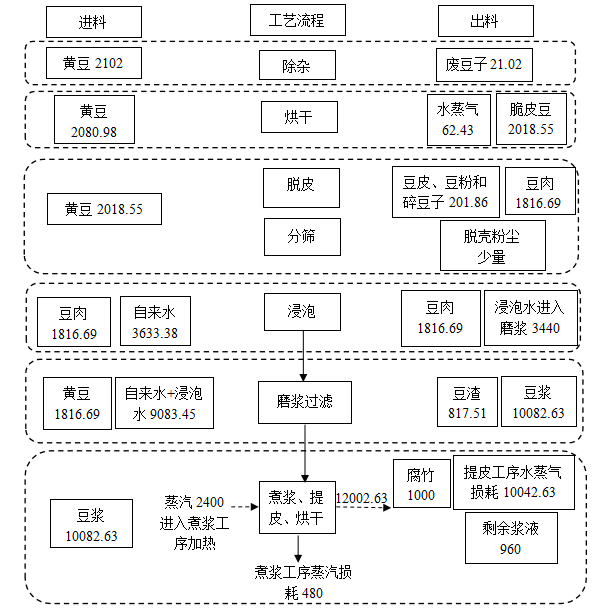 进料
工艺流程
出料
黄豆 2102
除杂
废豆子 21.02
黄豆
2080.98
烘干
水蒸气
62.43
脆皮豆
2018.55
黄豆 2018.55
脱皮
分筛
豆皮、豆粉和
碎豆子 201.86
豆肉
1816.69
脱壳粉尘
少量
豆肉
1816.69
自来水
3633.38
浸泡
豆肉
1816.69
浸泡水进入
磨浆 3440
黄豆
1816.69
自来水+浸泡
水 9083.45
磨浆过滤
豆渣
817.51
豆浆
10082.63
豆浆
10082.63
蒸汽 2400
进入煮浆工
序加热
煮浆、提
皮、烘干
12002.63
腐竹
1000
提皮工序水蒸气
损耗 10042.63
剩余浆液
960
煮浆工序蒸汽损
耗 480